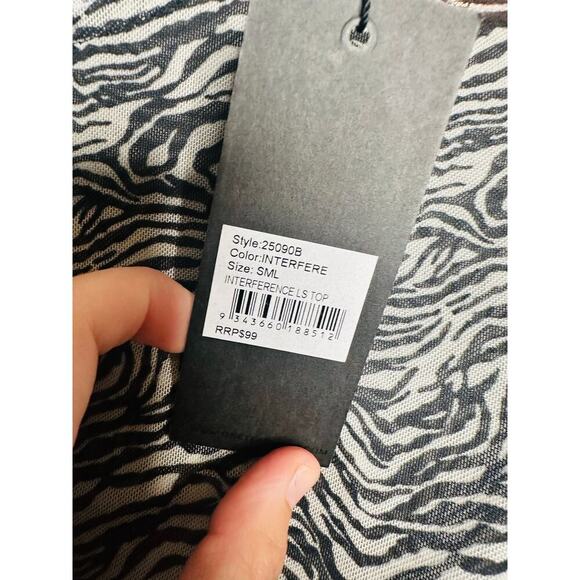 Style:25090B
Color:INTERFERE
Size: SML
INTERFERENCE LS TOP
9 343660 188512
RRP$99